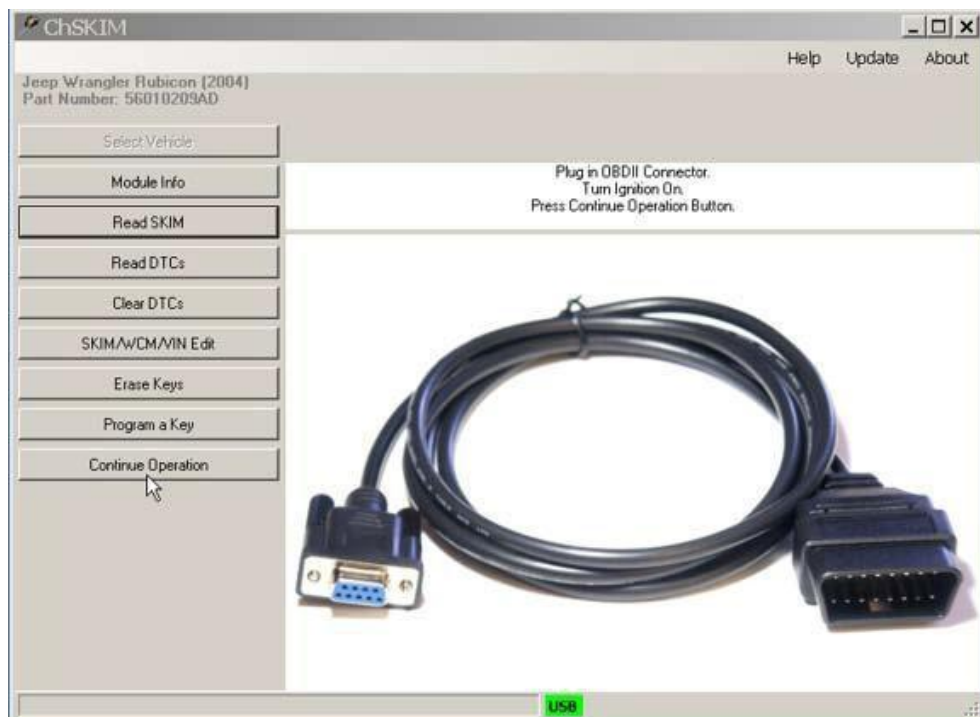 ChSKIM
Help Update About
Jeep Wrangler Rubicon (2004)
Part Number: 56010209AD
Select Vehicle
Module Info
Read SKIM
Read DTCs
Clear DTCs
SKIM/WCM/VIN Edit
Erase Keys
Program a Key
Continue Operation
Plug in OBDII Connector.
Turn Ignition On.
Press Continue Operation Button.
USB